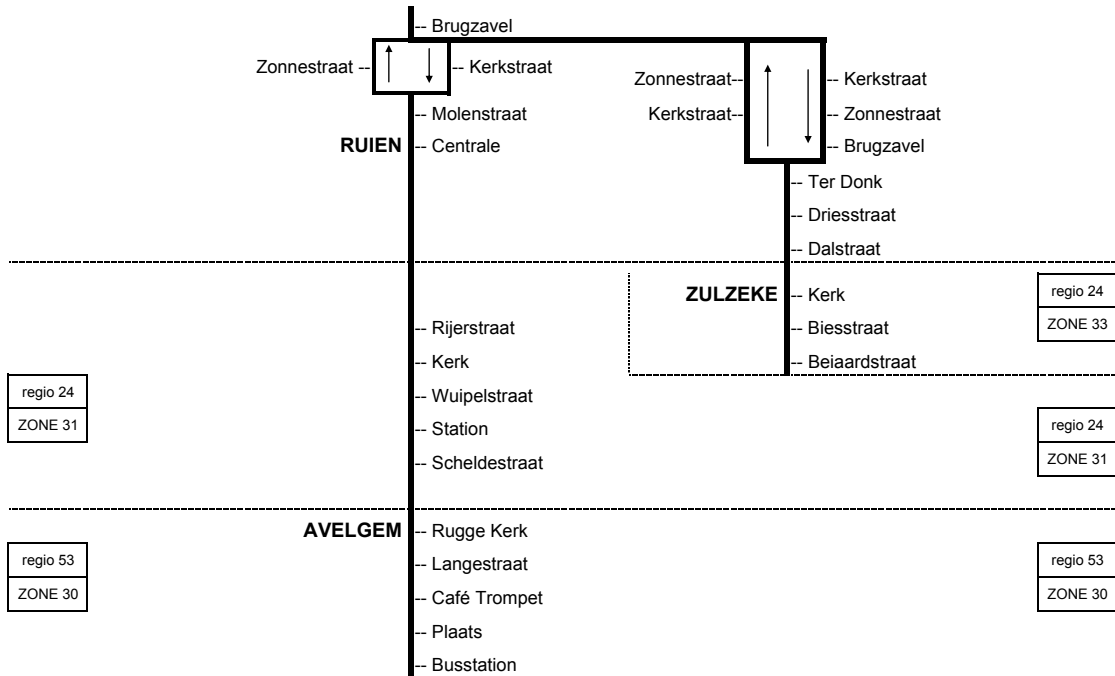 -- Brugzavel
Zonnestraat -- -- Kerkstraat
Zonnestraat-- -- Kerkstraat
-- Molenstraat Kerkstraat-- -- Zonnestraat
RUIEN -- Centrale -- Brugzavel
-- Ter Donk
-- Driesstraat
-- Dalstraat
ZULZEKE -- Kerk regio 24
-- Rijerstraat -- Biesstraat ZONE 33
-- Kerk -- Beiaardstraat
regio 24 -- Wuipelstraat regio 24
ZONE 31 -- Station ZONE 31
-- Scheldestraat
AVELGEM -- Rugge Kerk
regio 53 -- Langestraat regio 53
ZONE 30 -- Café Trompet ZONE 30
-- Plaats
-- Busstation